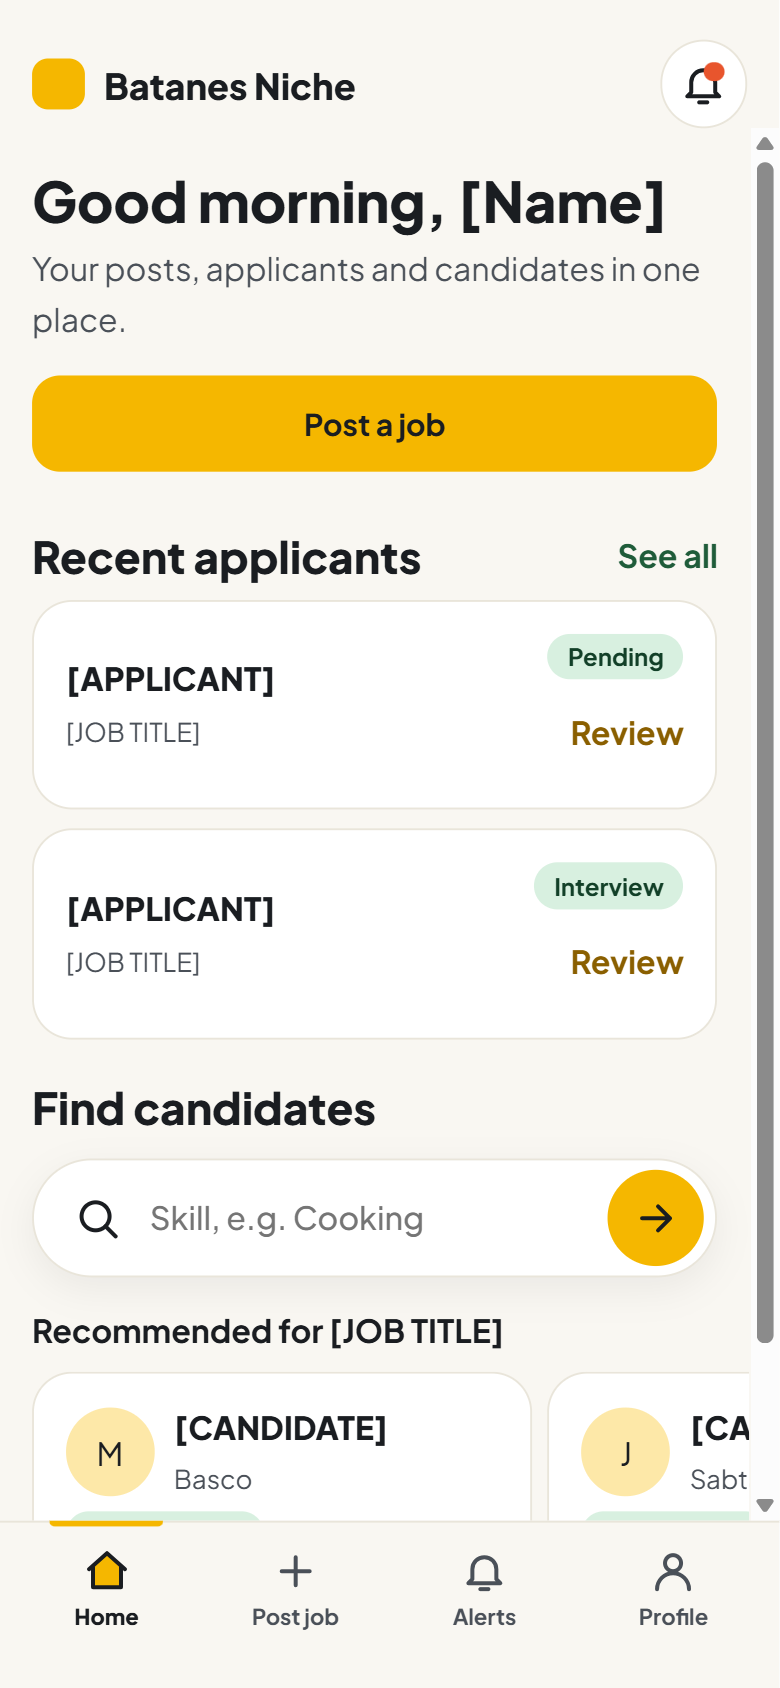 Batanes Niche
Good morning, [Name]
Your posts, applicants and candidates in one
place.
Post a job
Recent applicants
See all
[APPLICANT]
Pending
[JOB TITLE]
Review
[APPLICANT]
Interview
[JOB TITLE]
Review
Find candidates
Skill, e.g. Cooking
Recommended for [JOB TITLE]
M
[CANDIDATE]
Basco
J
[CA
Sabt
Home
Post job
Alerts
Profile